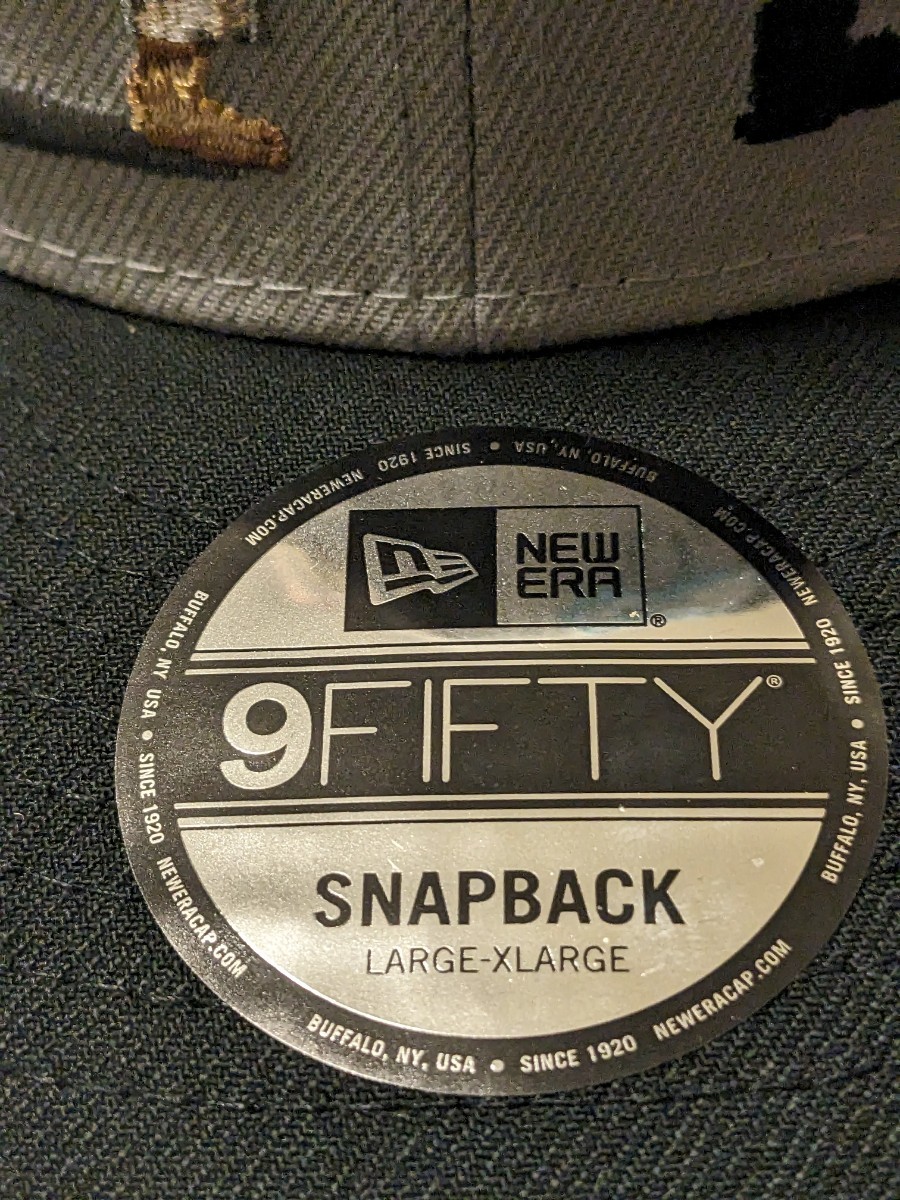 NEW
ERA
®
9FIFTY®
SNAPBACK
LARGE-XLARGE
BUFFALO, NY, USA • SINCE 1920 NEWERACAP.COM
BUFFALO, NY, USA • SINCE 1920 NEWERACAP.COM
BUFFALO, NY, USA • SINCE 1920 NEWERACAP.COM
BUFFALO, NY USA • SINCE 1920 NEWERACAP.COM